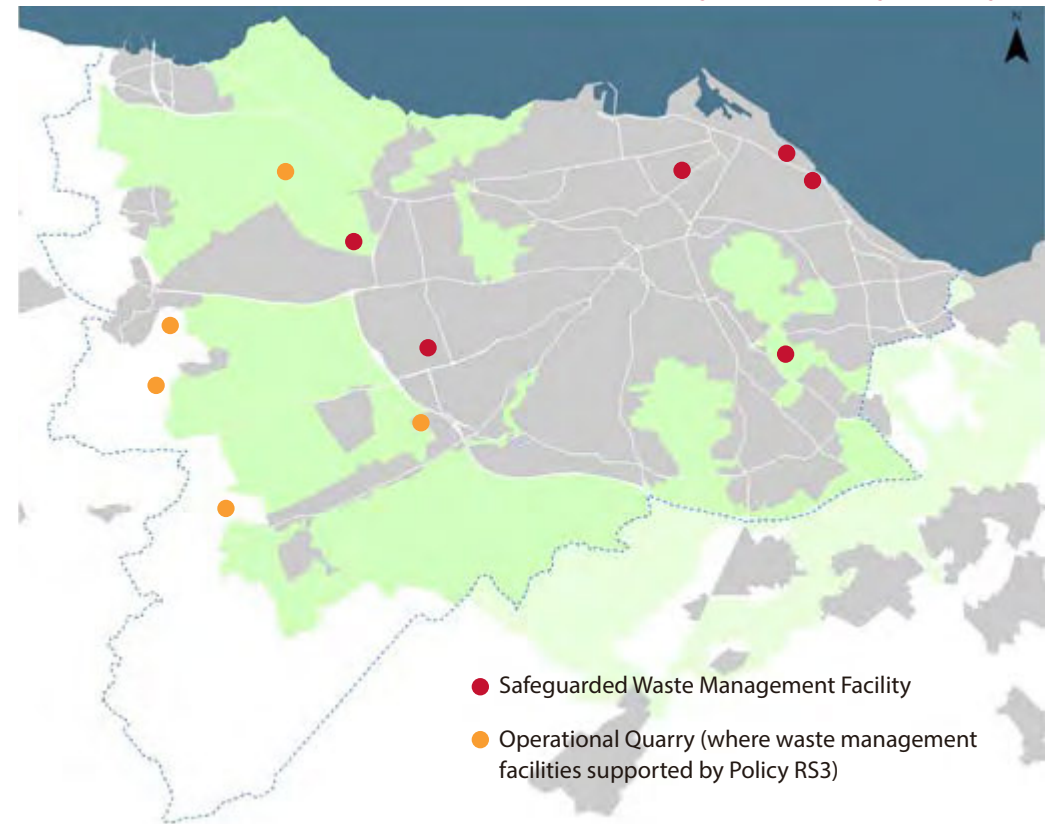 N
Safeguarded Waste Management Facility
Operational Quarry (where waste management
facilities supported by Policy RS3)